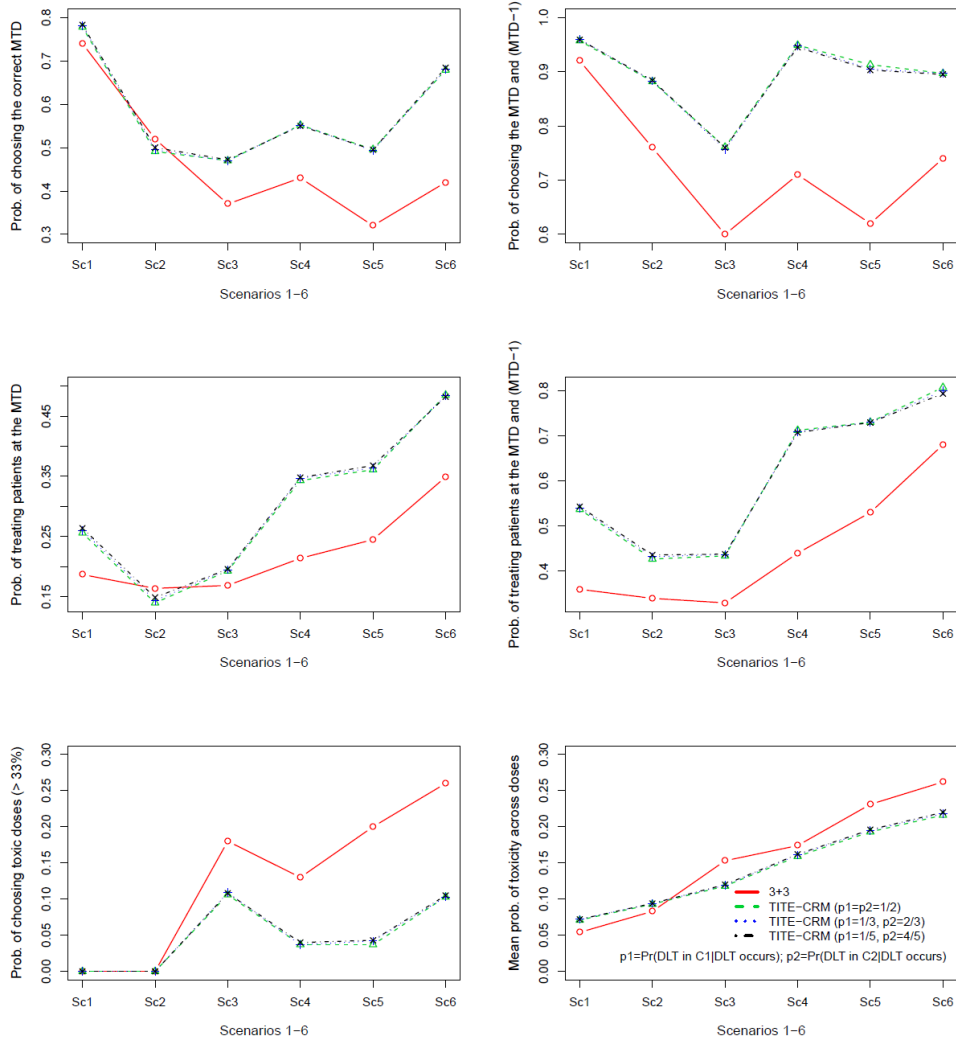 Prob. of choosing the correct MTD
0.8
0.7
0.6
0.5
0.4
0.3
Sc1 Sc2 Sc3 Sc4 Sc5 Sc6
Scenarios 1−6
Prob. of choosing the MTD and (MTD−1)
1.0
0.9
0.8
0.7
0.6
Sc1 Sc2 Sc3 Sc4 Sc5 Sc6
Scenarios 1−6
Prob. of treating patients at the MTD
0.45
0.35
0.25
0.15
Sc1 Sc2 Sc3 Sc4 Sc5 Sc6
Scenarios 1−6
Prob. of treating patients at the MTD and (MTD−1)
0.8
0.7
0.6
0.5
0.4
Sc1 Sc2 Sc3 Sc4 Sc5 Sc6
Scenarios 1−6
Prob. of choosing toxic doses (> 33%)
0.30
0.25
0.20
0.15
0.10
0.05
0.00
Sc1 Sc2 Sc3 Sc4 Sc5 Sc6
Scenarios 1−6
Mean prob. of toxicity across doses
0.30
0.25
0.20
0.15
0.10
0.05
0.00
3+3
TITE−CRM (p1=p2=1/2)
TITE−CRM (p1=1/3, p2=2/3)
TITE−CRM (p1=1/5, p2=4/5)
p1=Pr(DLT in C1|DLT occurs); p2=Pr(DLT in C2|DLT occurs)
Sc1 Sc2 Sc3 Sc4 Sc5 Sc6
Scenarios 1−6